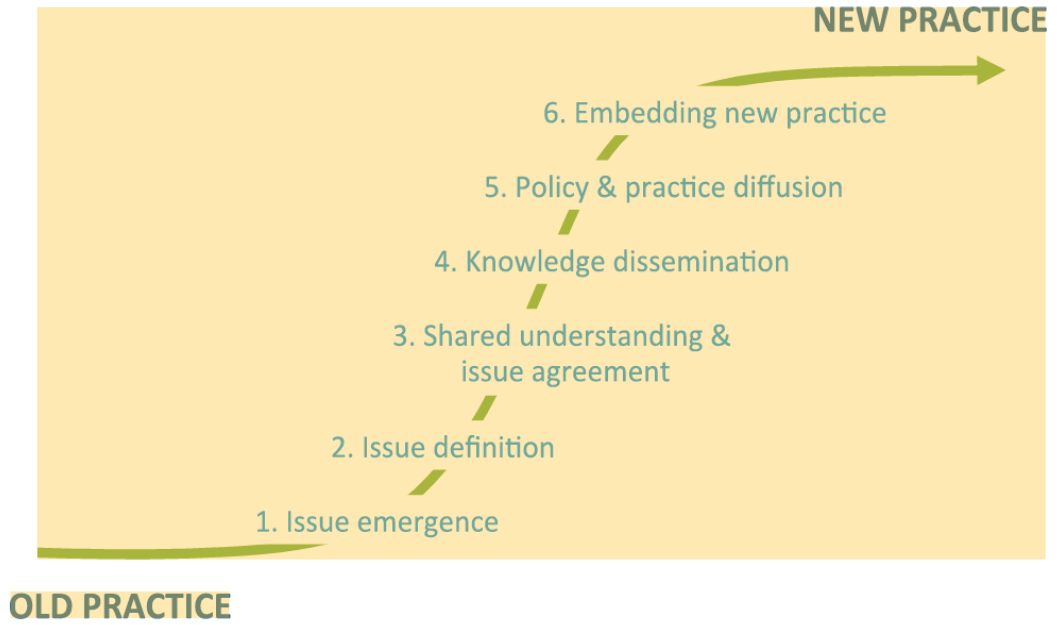 NEW PRACTICE
6. Embedding new practice
5. Policy & practice diffusion
4. Knowledge dissemination
3. Shared understanding &
issue agreement
2. Issue definition
1. Issue emergence
OLD PRACTICE